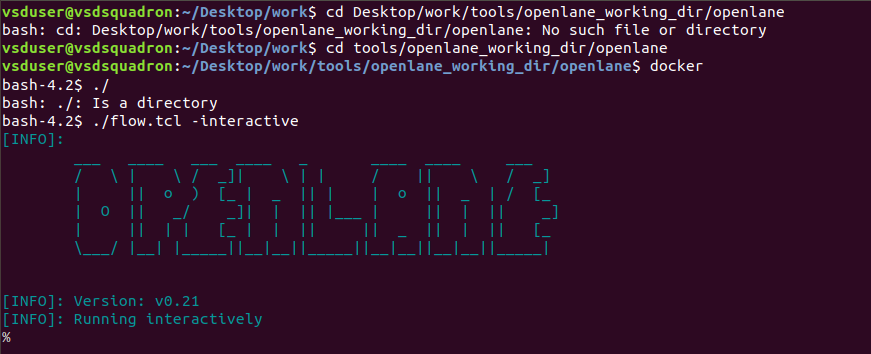 vsduser@vsdsquadron:~/Desktop/work$ cd Desktop/work/tools/openlane_working_dir/openlane
bash: cd: Desktop/work/tools/openlane_working_dir/openlane: No such file or directory
vsduser@vsdsquadron:~/Desktop/work$ cd tools/openlane_working_dir/openlane
vsduser@vsdsquadron:~/Desktop/work/tools/openlane_working_dir/openlane$ docker
bash-4.2$ ./
bash: ./: Is a directory
bash-4.2$ ./flow.tcl -interactive
[INFO]:
OPENLANE
[INFO]: Version: v0.21
[INFO]: Running interactively
%